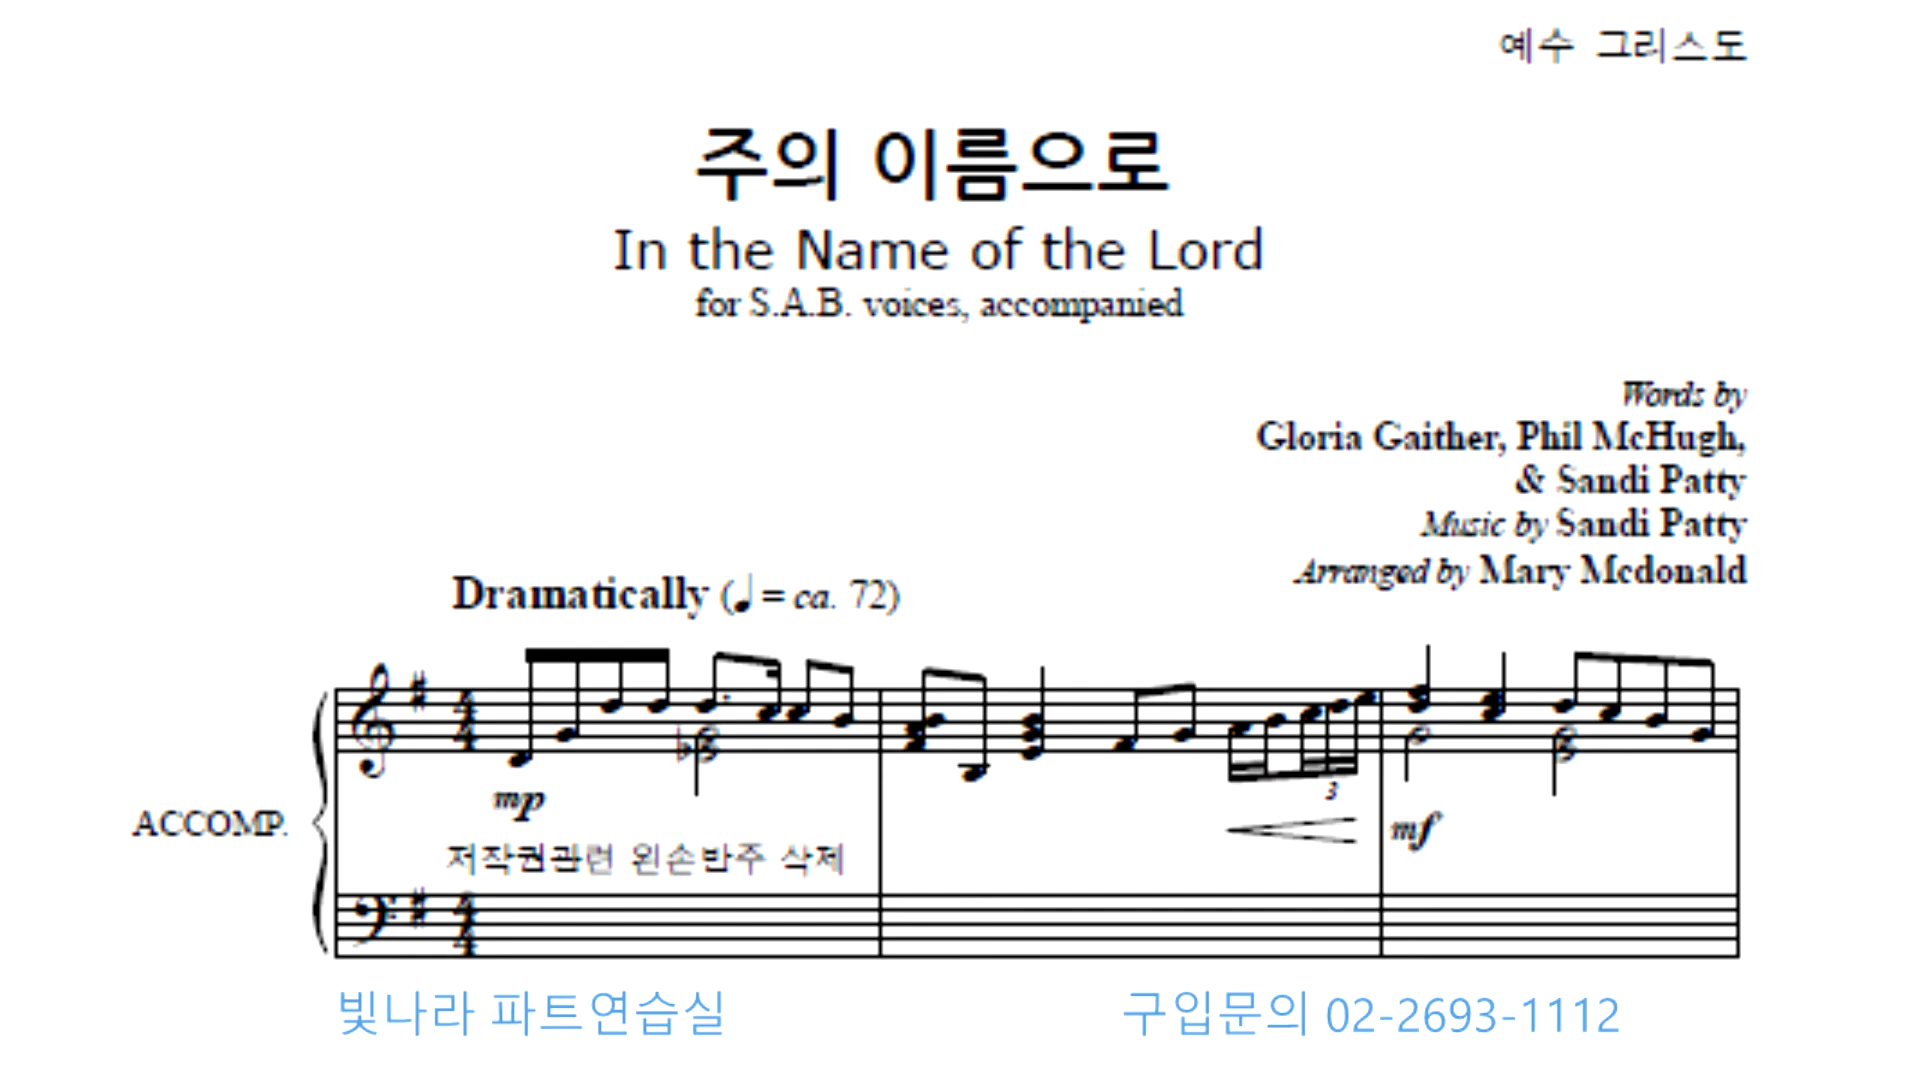 예수 그리스도
주의 이름으로
In the Name of the Lord
for S.A.B. voices, accompanied
Words by
Gloria Gaither, Phil McHugh,
& Sandi Patty
Music by Sandi Patty
Arranged by Mary Mcdonald
Dramatically (♩ = ca. 72)
mp
3
mf
ACCOMP.
저작권관련 왼손반주 삭제
빛나라 파트연습실
구입문의 02-2693-1112